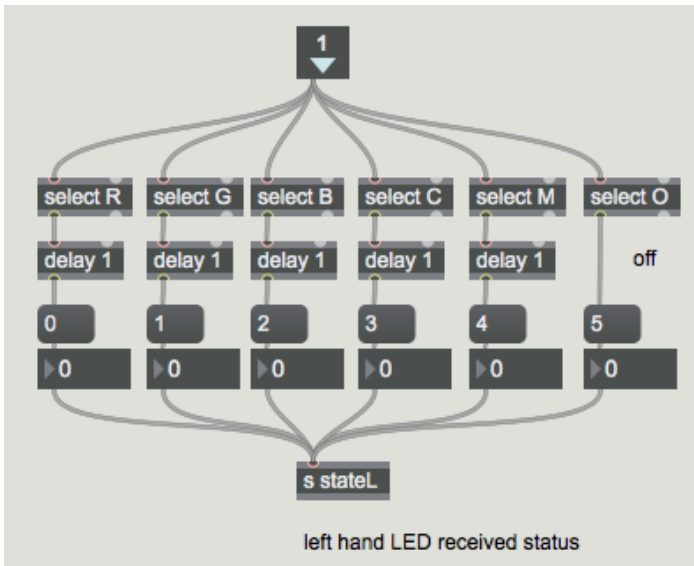 1
select R select G select B select C select M select O
delay 1 delay 1 delay 1 delay 1 delay 1 off
0 1 2 3 4 5
0 0 0 0 0 0
s stateL
left hand LED received status